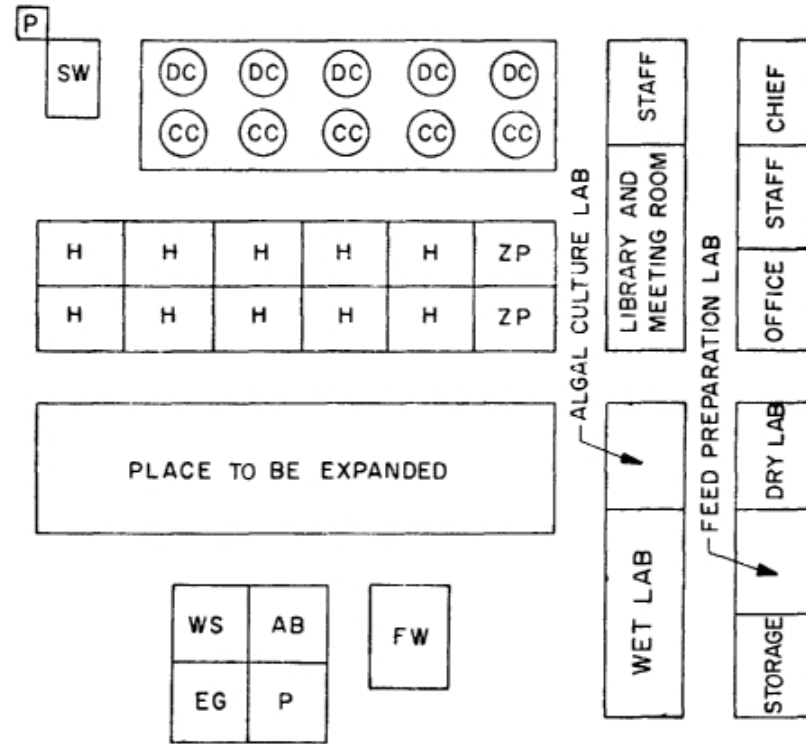 P
SW
DC DC DC DC DC
CC CC CC CC CC
H H H H H ZP
H H H H H ZP
PLACE TO BE EXPANDED
WS AB
EG P
FW
ALGAL CULTURE LAB
STAFF
LIBRARY AND
MEETING ROOM
WET LAB
FEED PREPARATION LAB
CHIEF
STAFF
OFFICE
DRY LAB
STORAGE